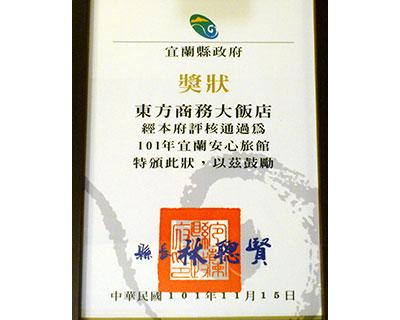 宜蘭縣政府
獎狀
東方商務大飯店
經本府評核通過為
101年宜蘭安心旅館
特頒此狀，以茲鼓勵
縣長 林聰賢
中華民國101年11月15日